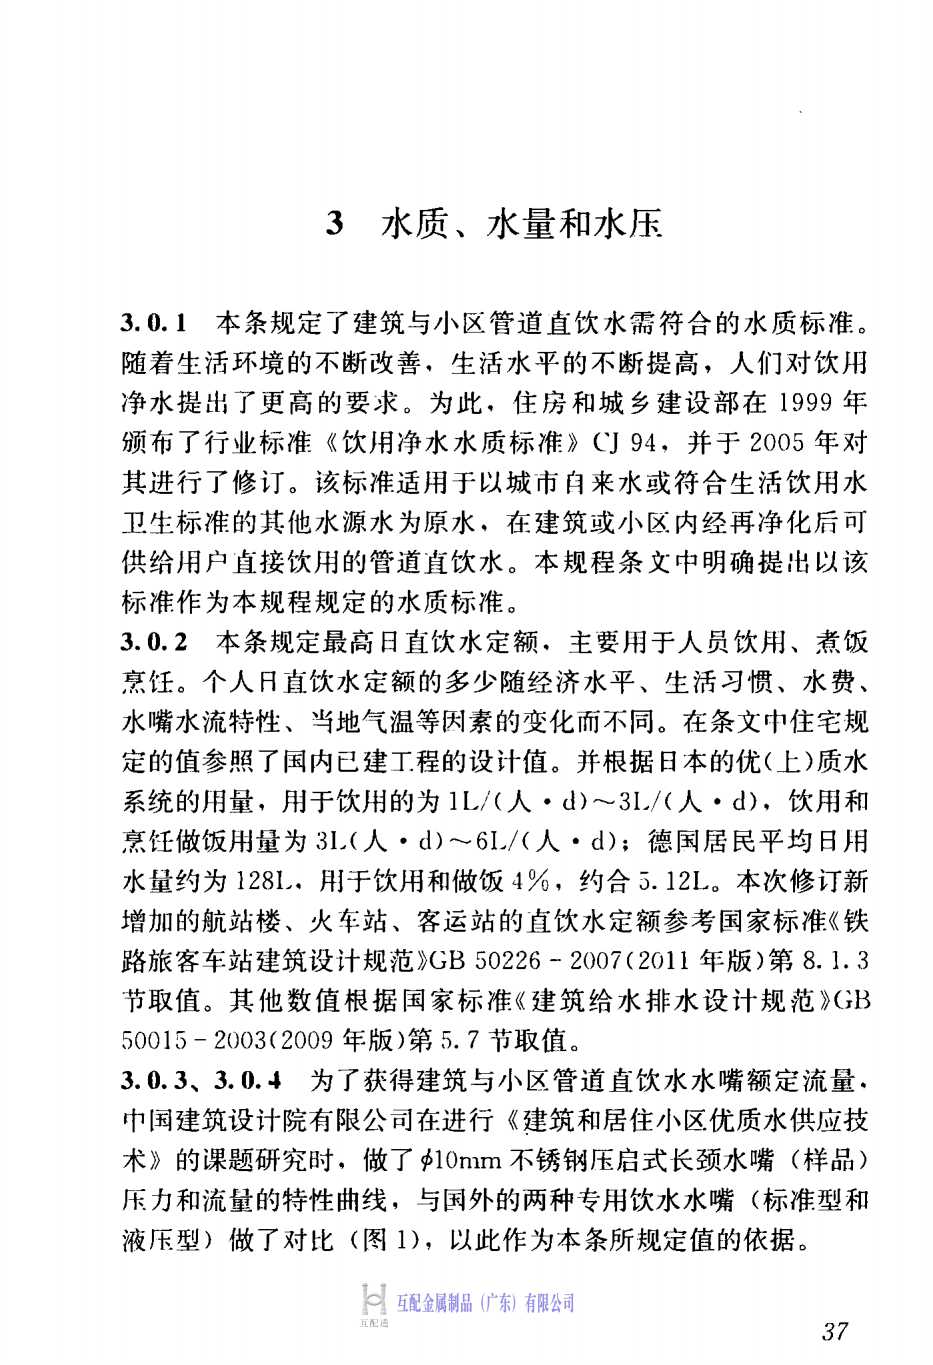 3 水质、水量和水压
3.0.1 本条规定了建筑与小区管道直饮水需符合的水质标准。
随着生活环境的不断改善，生活水平的不断提高，人们对饮用
净水提出了更高的要求。为此，住房和城乡建设部在 1999 年
颁布了行业标准《饮用净水水质标准》CJ 94，并于 2005 年对
其进行了修订。该标准适用于以城市自来水或符合生活饮用水
卫生标准的其他水源水为原水，在建筑或小区内经再净化后可
供给用户直接饮用的管道直饮水。本规程条文中明确提出以该
标准作为本规程规定的水质标准。
3.0.2 本条规定最高日直饮水定额，主要用于人员饮用、煮饭
烹饪。个人日直饮水定额的多少随经济水平、生活习惯、水费、
水嘴水流特性、当地气温等因素的变化而不同。在条文中住宅规
定的值参照了国内已建工程的设计值。并根据日本的优(上)质水
系统的用量，用于饮用的为 1L/(人・d)～3L/(人・d)，饮用和
烹饪做饭用量为 3L(人・d)～6L/(人・d)；德国居民平均日用
水量约为 128L，用于饮用和做饭 4%，约合 5.12L。本次修订新
增加的航站楼、火车站、客运站的直饮水定额参考国家标准《铁
路旅客车站建筑设计规范》GB 50226－2007(2011 年版)第 8.1.3
节取值。其他数值根据国家标准《建筑给水排水设计规范》GB
50015－2003(2009 年版)第 5.7 节取值。
3.0.3、3.0.4 为了获得建筑与小区管道直饮水水嘴额定流量，
中国建筑设计院有限公司在进行《建筑和居住小区优质水供应技
术》的课题研究时，做了ϕ10mm 不锈钢压启式长颈水嘴（样品）
压力和流量的特性曲线，与国外的两种专用饮水水嘴（标准型和
液压型）做了对比（图 1），以此作为本条所规定值的依据。
互配金属制品（广东）有限公司
互配通
37